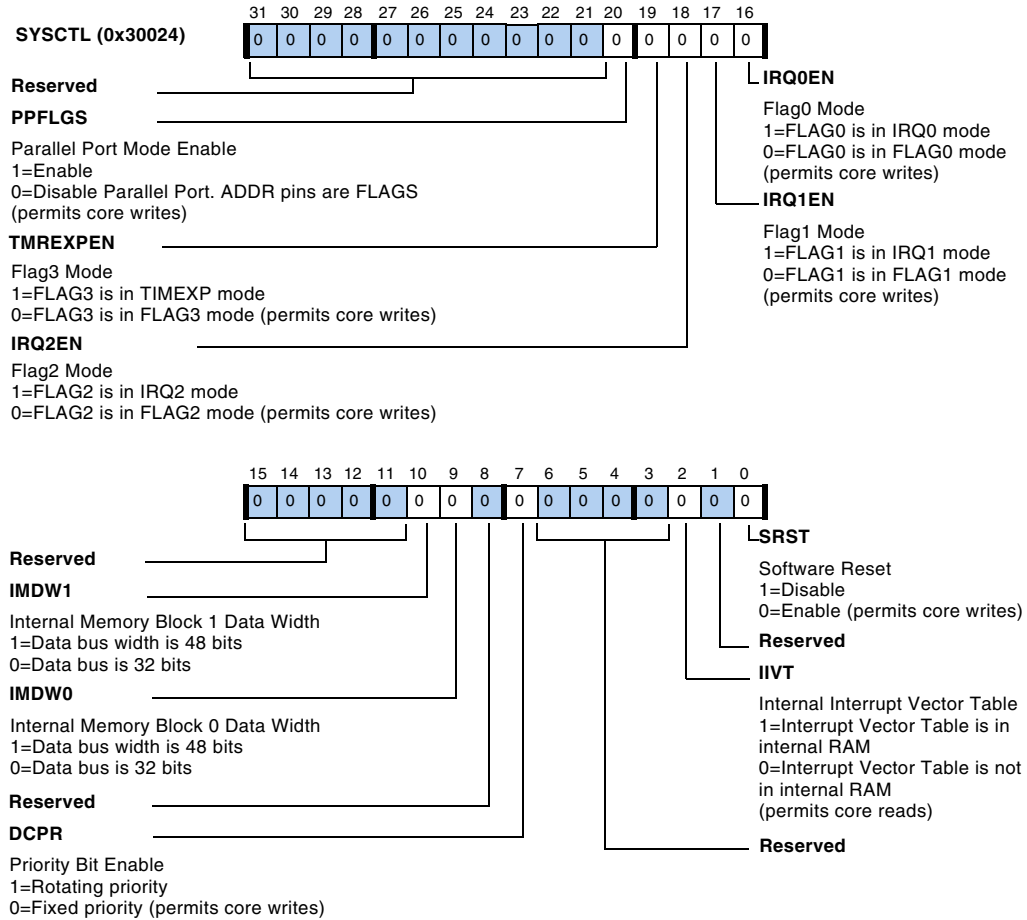 31 30 29 28 27 26 25 24 23 22 21 20 19 18 17 16
SYSCTL (0x30024)
0 0 0 0 0 0 0 0 0 0 0 0 0 0 0 0
Reserved
PPFLGS
Parallel Port Mode Enable
1=Enable
0=Disable Parallel Port. ADDR pins are FLAGS
(permits core writes)
TMREXPEN
Flag3 Mode
1=FLAG3 is in TIMEXP mode
0=FLAG3 is in FLAG3 mode (permits core writes)
IRQ2EN
Flag2 Mode
1=FLAG2 is in IRQ2 mode
0=FLAG2 is in FLAG2 mode (permits core writes)
IRQ0EN
Flag0 Mode
1=FLAG0 is in IRQ0 mode
0=FLAG0 is in FLAG0 mode
(permits core writes)
IRQ1EN
Flag1 Mode
1=FLAG1 is in IRQ1 mode
0=FLAG1 is in FLAG1 mode
(permits core writes)
15 14 13 12 11 10 9 8 7 6 5 4 3 2 1 0
0 0 0 0 0 0 0 0 0 0 0 0 0 0 0 0
Reserved
IMDW1
Internal Memory Block 1 Data Width
1=Data bus width is 48 bits
0=Data bus is 32 bits
IMDW0
Internal Memory Block 0 Data Width
1=Data bus width is 48 bits
0=Data bus is 32 bits
Reserved
DCPR
Priority Bit Enable
1=Rotating priority
0=Fixed priority (permits core writes)
SRST
Software Reset
1=Disable
0=Enable (permits core writes)
Reserved
IIVT
Internal Interrupt Vector Table
1=Interrupt Vector Table is in
internal RAM
0=Interrupt Vector Table is not
in internal RAM
(permits core reads)
Reserved